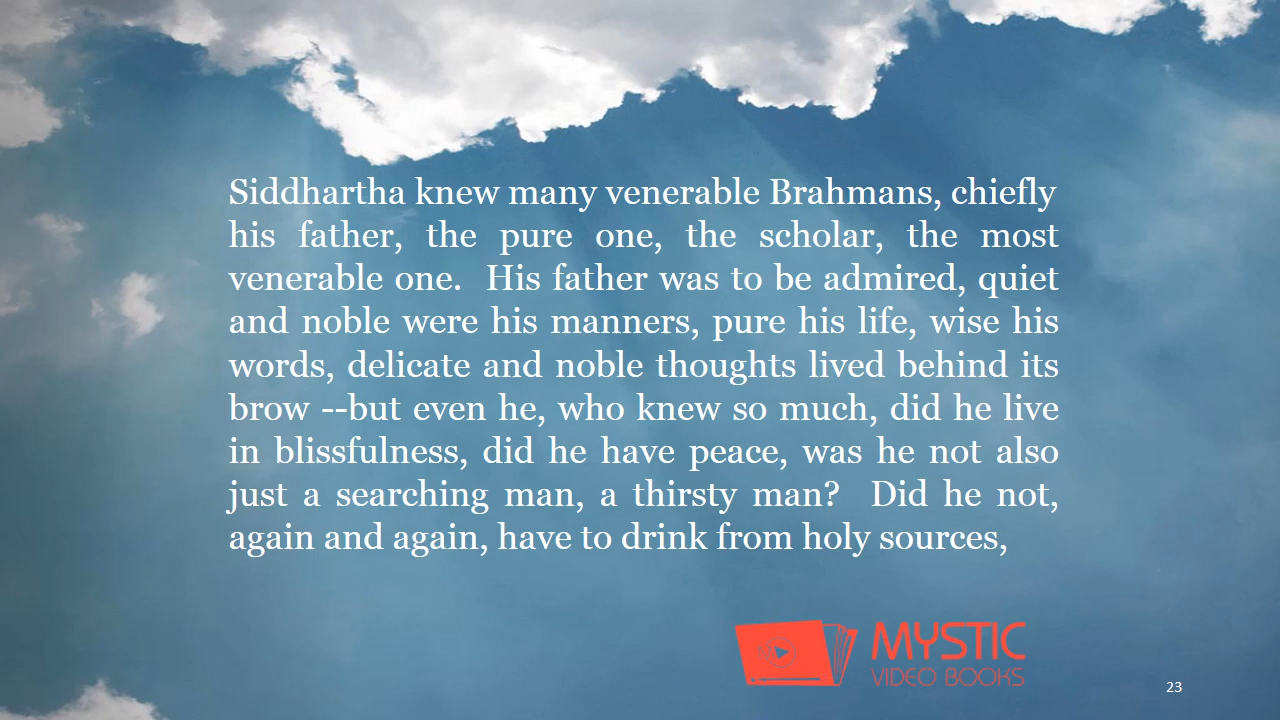 Siddhartha knew many venerable Brahmans, chiefly
his father, the pure one, the scholar, the most
venerable one.  His father was to be admired, quiet
and noble were his manners, pure his life, wise his
words, delicate and noble thoughts lived behind its
brow --but even he, who knew so much, did he live
in blissfulness, did he have peace, was he not also
just a searching man, a thirsty man?  Did he not,
again and again, have to drink from holy sources,
MYSTIC
VIDEO BOOKS
23